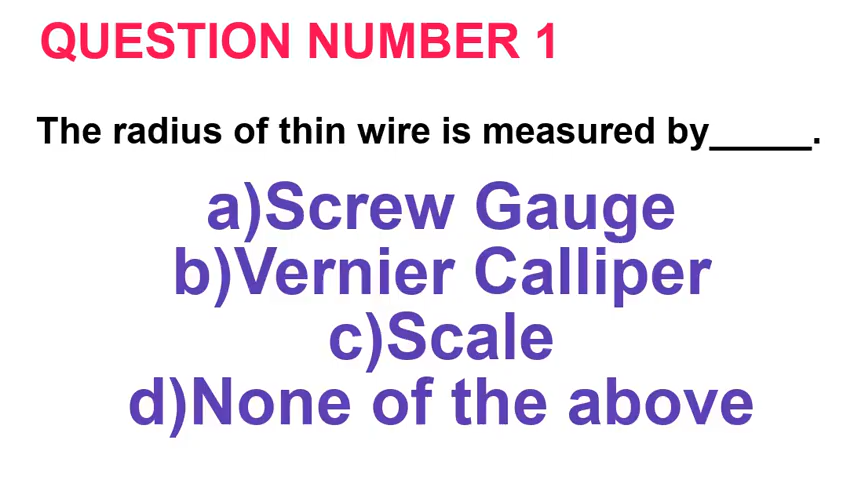 QUESTION NUMBER 1
The radius of thin wire is measured by_____.
a)Screw Gauge
b)Vernier Calliper
c)Scale
d)None of the above